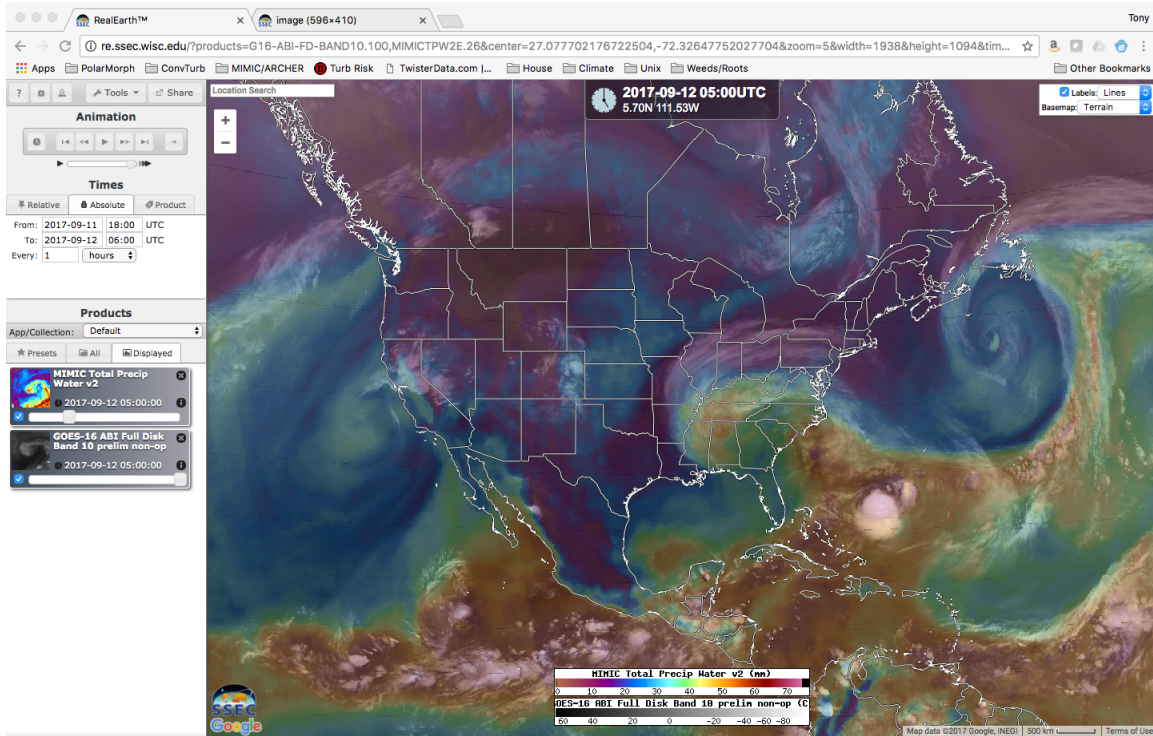 RealEarth™
image (596×410)
Tony
re.ssec.wisc.edu/?products=G16-ABI-FD-BAND10.100,MIMICTPW2E.26&center=27.077702176722504,-72.32647752027704&zoom=5&width=1938&height=1094&tim...
Apps PolarMorph ConvTurb MIMIC/ARCHER Turb Risk TwisterData.com |... House Climate Unix Weeds/Roots Other Bookmarks
? Tools Share
Location Search
2017-09-12 05:00UTC
5.70N 111.53W
Labels: Lines
Basemap: Terrain
+
−
Animation
Times
Relative Absolute Product
From: 2017-09-11 18:00 UTC
To: 2017-09-12 06:00 UTC
Every: 1 hours
Products
App/Collection: Default
Presets All Displayed
MIMIC Total Precip
Water v2
2017-09-12 05:00:00
GOES-16 ABI Full Disk
Band 10 prelim non-op
2017-09-12 05:00:00
MIMIC Total Precip Water v2 (mm)
0 10 20 30 40 50 60 70
OES-16 ABI Full Disk Band 10 prelim non-op (C
60 40 20 0 -20 -40 -60 -80
SSEC
Google
Map data ©2017 Google, INEGI 500 km Terms of Use